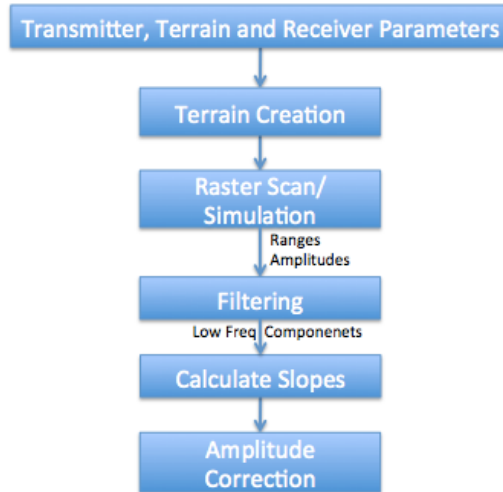 Transmitter, Terrain and Receiver Parameters
Terrain Creation
Raster Scan/
Simulation
Ranges
Amplitudes
Filtering
Low Freq Componenets
Calculate Slopes
Amplitude
Correction